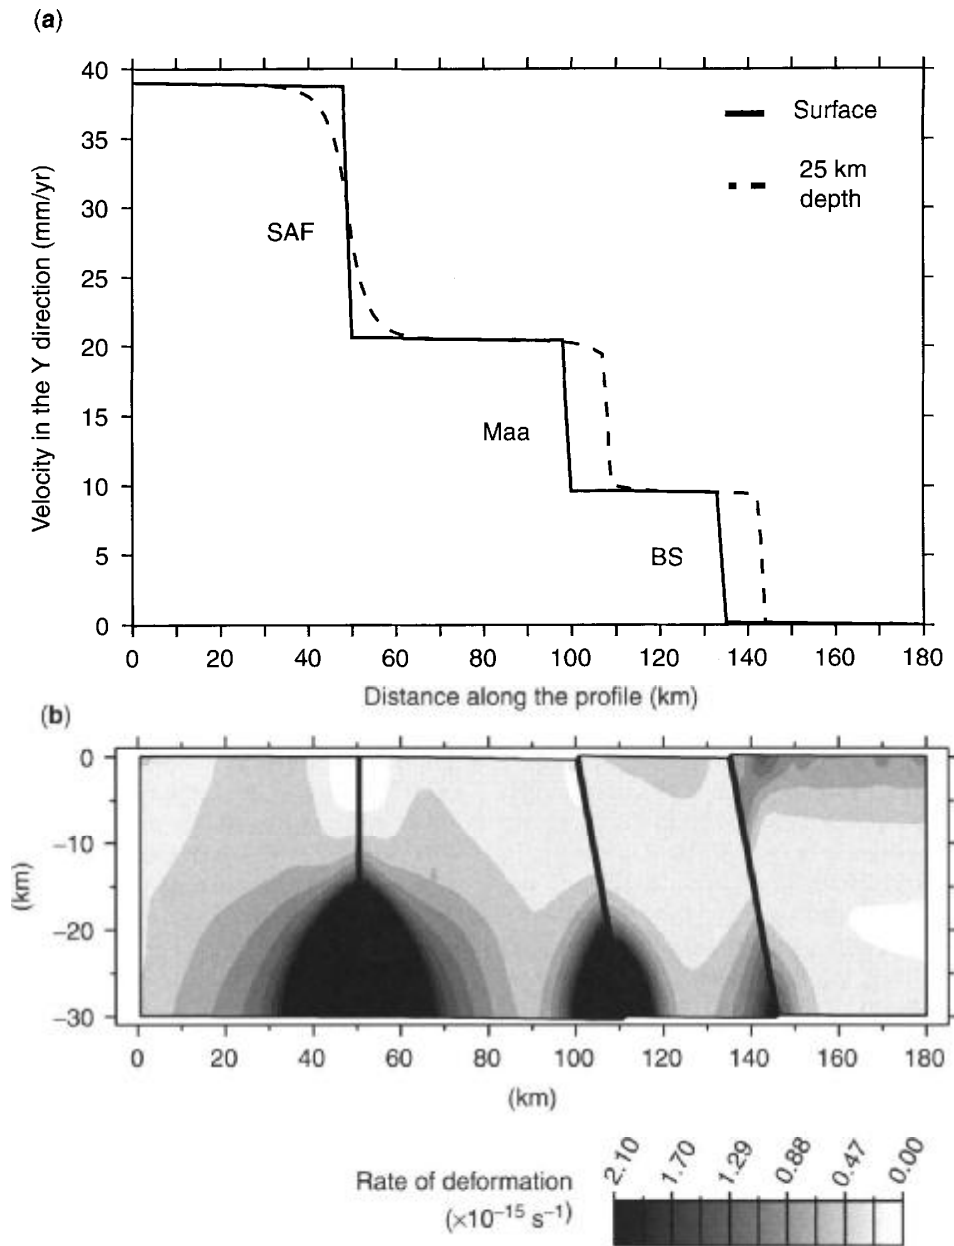 (a)
40
35
30
25
20
15
10
5
0
Velocity in the Y direction (mm/yr)
Surface
25 km
depth
SAF
Maa
BS
0 20 40 60 80 100 120 140 160 180
Distance along the profile (km)
(b)
0
−10
−20
−30
(km)
0 20 40 60 80 100 120 140 160 180
(km)
Rate of deformation
(×10⁻¹⁵ s⁻¹)
2.10 1.70 1.29 0.88 0.47 0.00